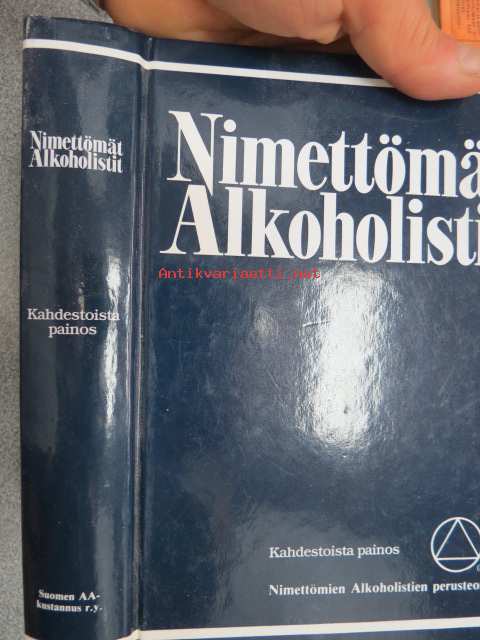 Nimettömät
Alkoholistit
Kahdestoista
painos
Suomen AA-
kustannus r.y.
Nimettömä
Alkoholisti
Antikvariaatti.net
Kahdestoista painos
Nimettömien Alkoholistien perusteo